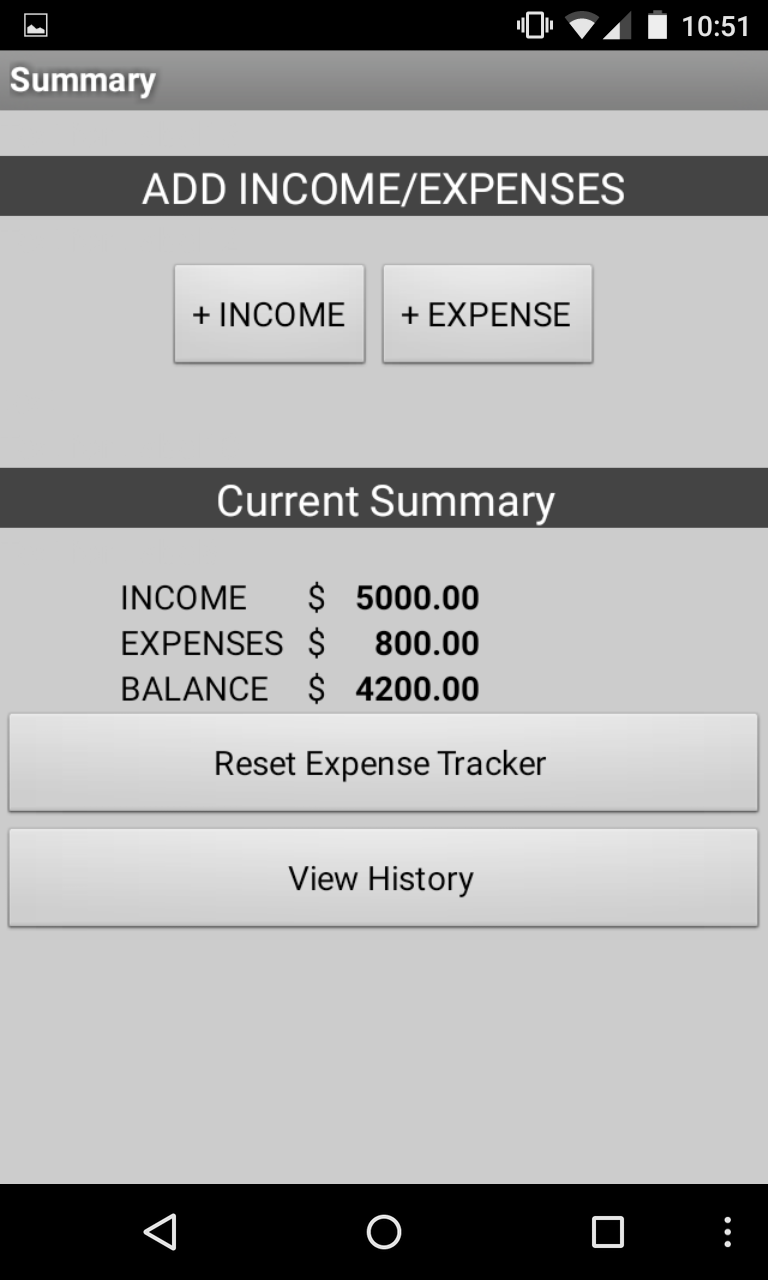 10:51
Summary
ADD INCOME/EXPENSES
+ INCOME + EXPENSE
Current Summary
INCOME $ 5000.00
EXPENSES $ 800.00
BALANCE $ 4200.00
Reset Expense Tracker
View History